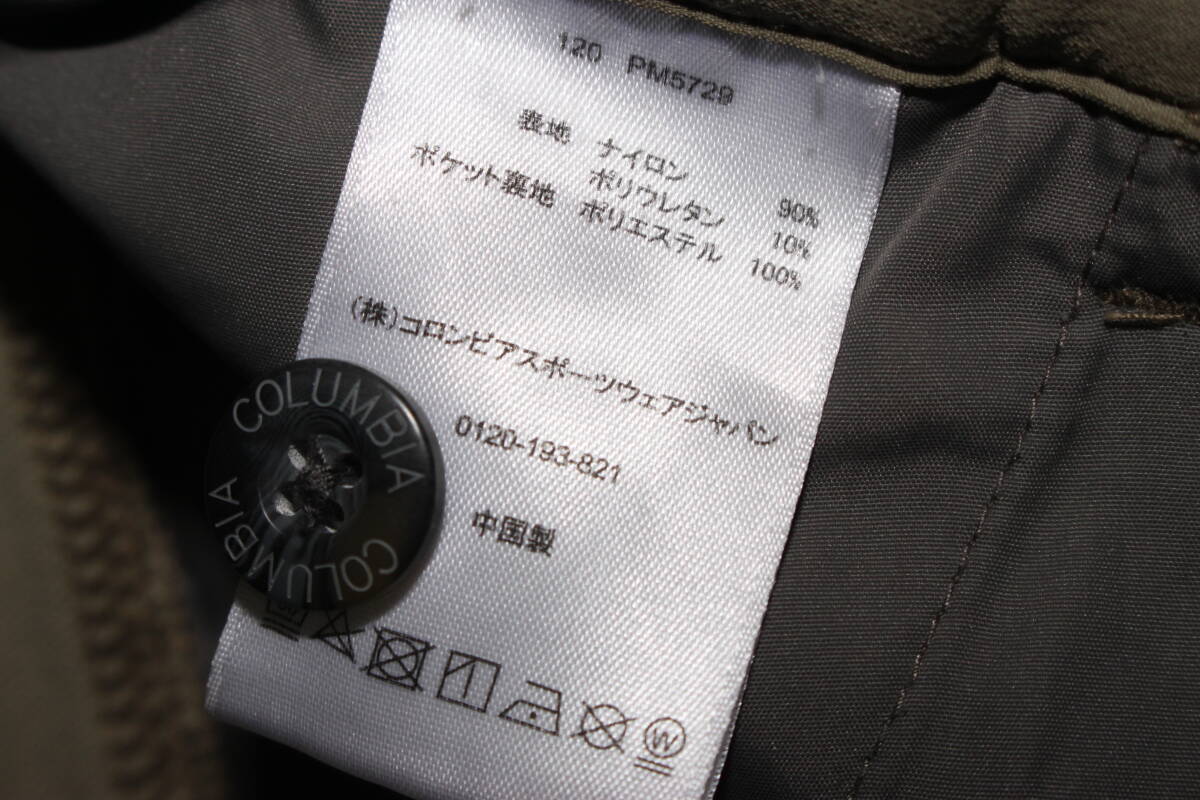 120 PM5729
表地 ナイロン 90%
ポリウレタン 10%
ポケット裏地 ポリエステル 100%
(株)コロンビアスポーツウェアジャパン
0120-193-821
中国製
COLUMBIA
COLUMBIA
W